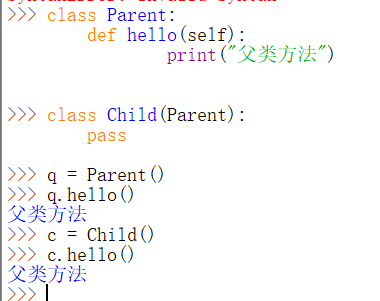 >>> class Parent:
        def hello(self):
                print("父类方法")
>>> class Child(Parent):
        pass
>>> q = Parent()
>>> q.hello()
父类方法
>>> c = Child()
>>> c.hello()
父类方法
>>>